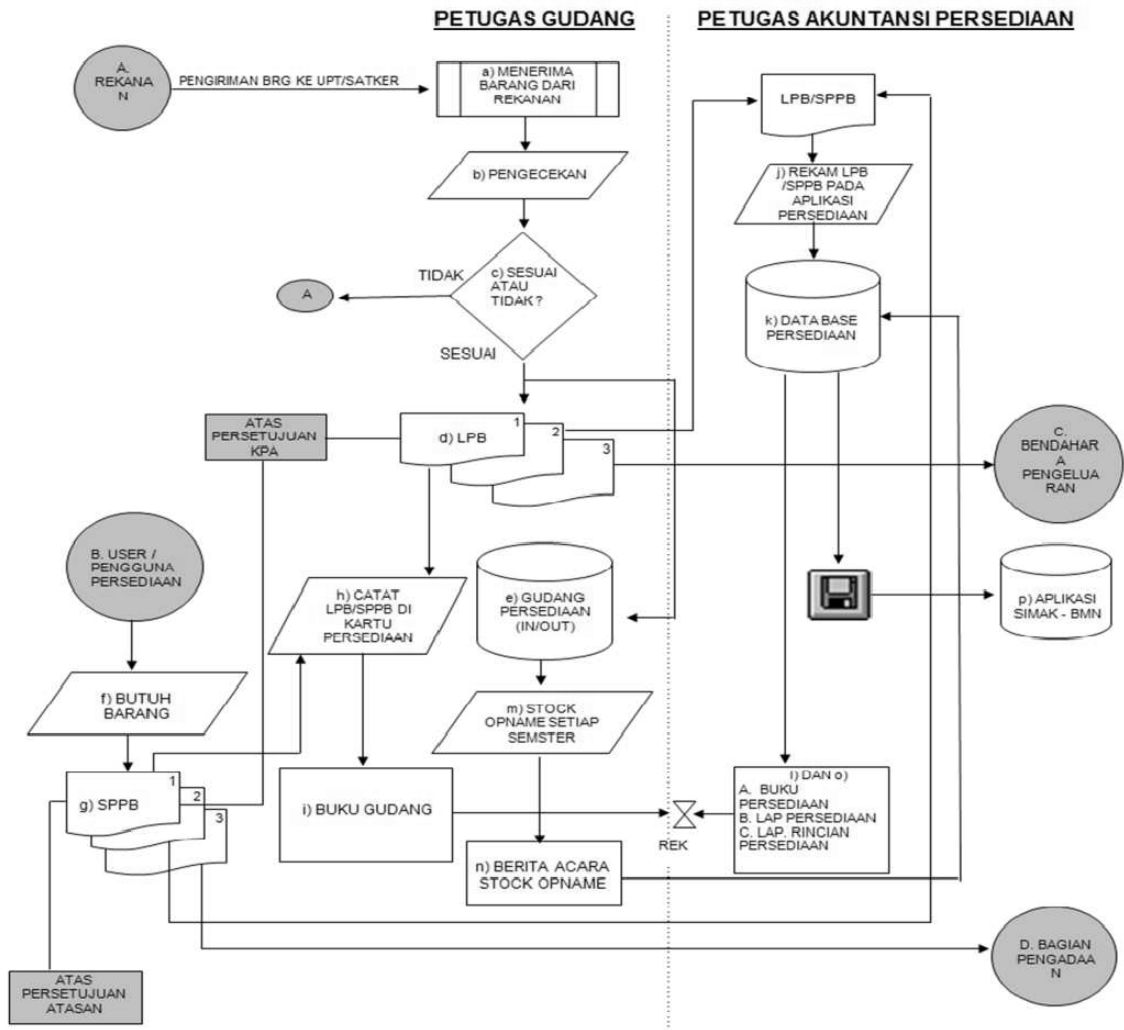 PETUGAS GUDANG
PETUGAS AKUNTANSI PERSEDIAAN
A.
REKANA
N
PENGIRIMAN BRG KE UPT/SATKER
a) MENERIMA
BARANG DARI
REKANAN
LPB/SPPB
b) PENGECEKAN
j) REKAM LPB
/SPPB PADA
APLIKASI
PERSEDIAAN
TIDAK
c) SESUAI
ATAU
TIDAK?
A
SESUAI
k) DATA BASE
PERSEDIAAN
ATAS
PERSETUJUAN
KPA
d) LPB
1
2
3
C.
BENDAHAR
A
PENGELUA
RAN
B. USER /
PENGGUNA
PERSEDIAAN
h) CATAT
LPB/SPPB DI
KARTU
PERSEDIAAN
e) GUDANG
PERSEDIAAN
(IN/OUT)
p) APLIKASI
SIMAK - BMN
f) BUTUH
BARANG
m) STOCK
OPNAME SETIAP
SEMSTER
g) SPPB
1
2
3
i) BUKU GUDANG
REK
l) DAN o)
A. BUKU
PERSEDIAAN
B. LAP PERSEDIAAN
C. LAP. RINCIAN
PERSEDIAAN
n) BERITA ACARA
STOCK OPNAME
D. BAGIAN
PENGADAA
N
ATAS
PERSETUJUAN
ATASAN